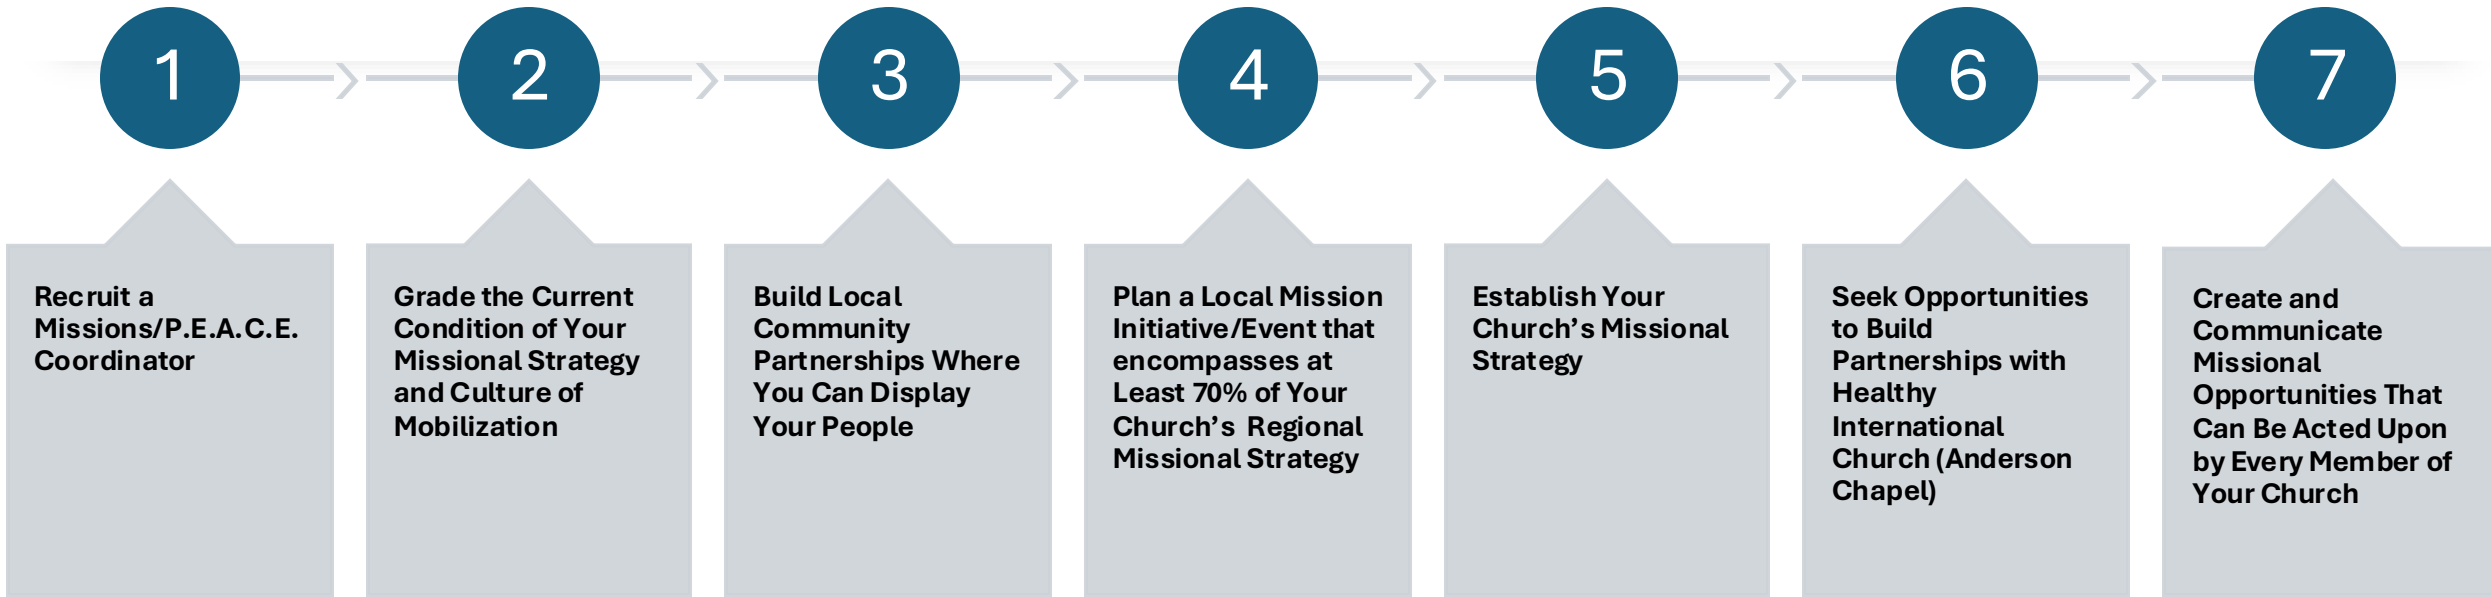 1
2
3
4
5
6
7
Recruit a
Missions/P.E.A.C.E.
Coordinator
Grade the Current
Condition of Your
Missional Strategy
and Culture of
Mobilization
Build Local
Community
Partnerships Where
You Can Display
Your People
Plan a Local Mission
Initiative/Event that
encompasses at
Least 70% of Your
Church’s Regional
Missional Strategy
Establish Your
Church’s Missional
Strategy
Seek Opportunities
to Build
Partnerships with
Healthy
International
Church (Anderson
Chapel)
Create and
Communicate
Missional
Opportunities That
Can Be Acted Upon
by Every Member of
Your Church